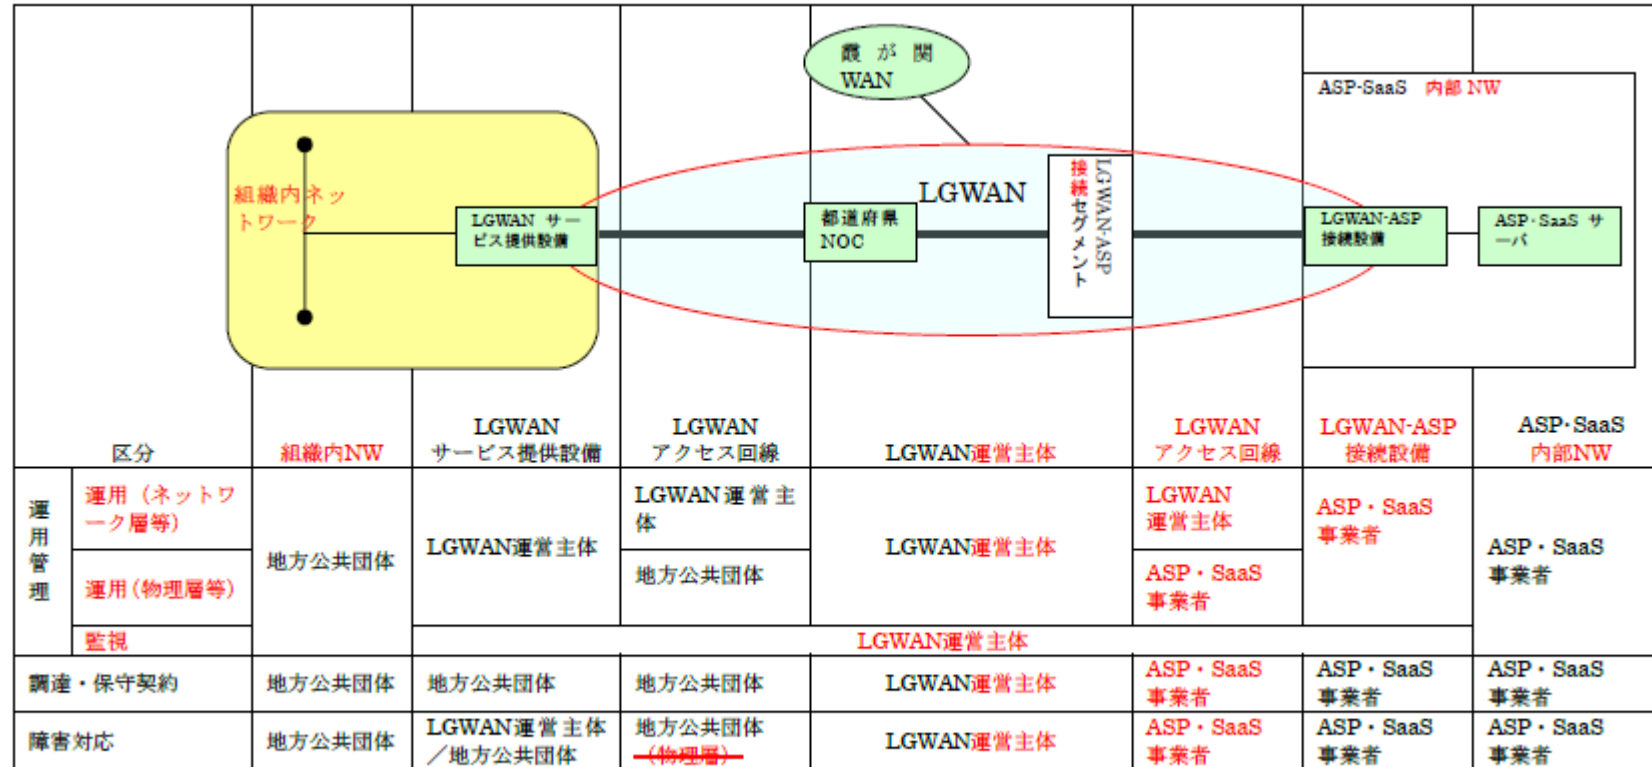 霞が関
WAN
ASP-SaaS 内部 NW
組織内ネッ
トワーク
LGWAN サー
ビス提供設備
都道府県
NOC
LGWAN
LGWAN-ASP
接続セグメント
LGWAN-ASP
接続設備
ASP・SaaS サ
ーバ
区分
組織内NW
LGWAN
サービス提供設備
LGWAN
アクセス回線
LGWAN運営主体
LGWAN
アクセス回線
LGWAN-ASP
接続設備
ASP・SaaS
内部NW
運用管理
運用（ネットワ
ーク層等）
地方公共団体
LGWAN運営主体
LGWAN運営主
体
LGWAN運営主体
LGWAN
運営主体
ASP・SaaS
事業者
ASP・SaaS
事業者
運用(物理層等)
地方公共団体
ASP・SaaS
事業者
監視
LGWAN運営主体
調達・保守契約
地方公共団体
地方公共団体
地方公共団体
LGWAN運営主体
ASP・SaaS
事業者
ASP・SaaS
事業者
ASP・SaaS
事業者
障害対応
地方公共団体
LGWAN運営主体
／地方公共団体
地方公共団体
（物理層）
LGWAN運営主体
ASP・SaaS
事業者
ASP・SaaS
事業者
ASP・SaaS
事業者